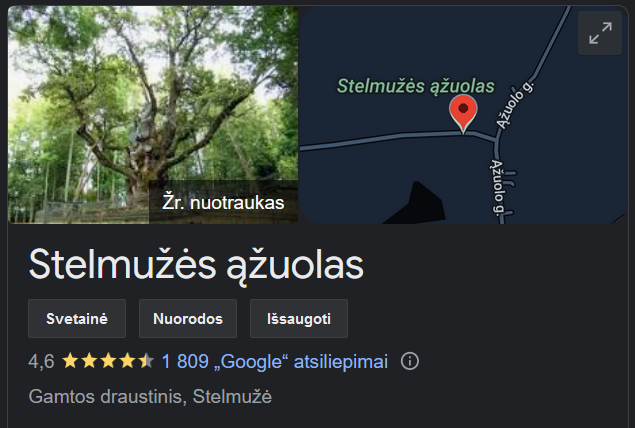 Stelmužės ąžuolas
Ąžuolo g.
Ąžuolo g.
Žr. nuotraukas
Stelmužės ąžuolas
Svetainė
Nuorodos
Išsaugoti
4,6 1 809 „Google“ atsiliepimai
Gamtos draustinis, Stelmužė